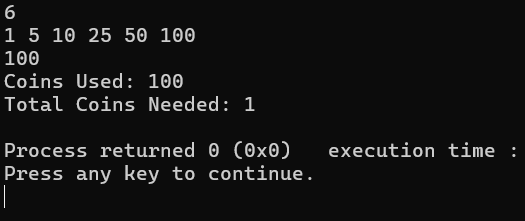 6
1 5 10 25 50 100
100
Coins Used: 100
Total Coins Needed: 1
Process returned 0 (0x0)   execution time :
Press any key to continue.